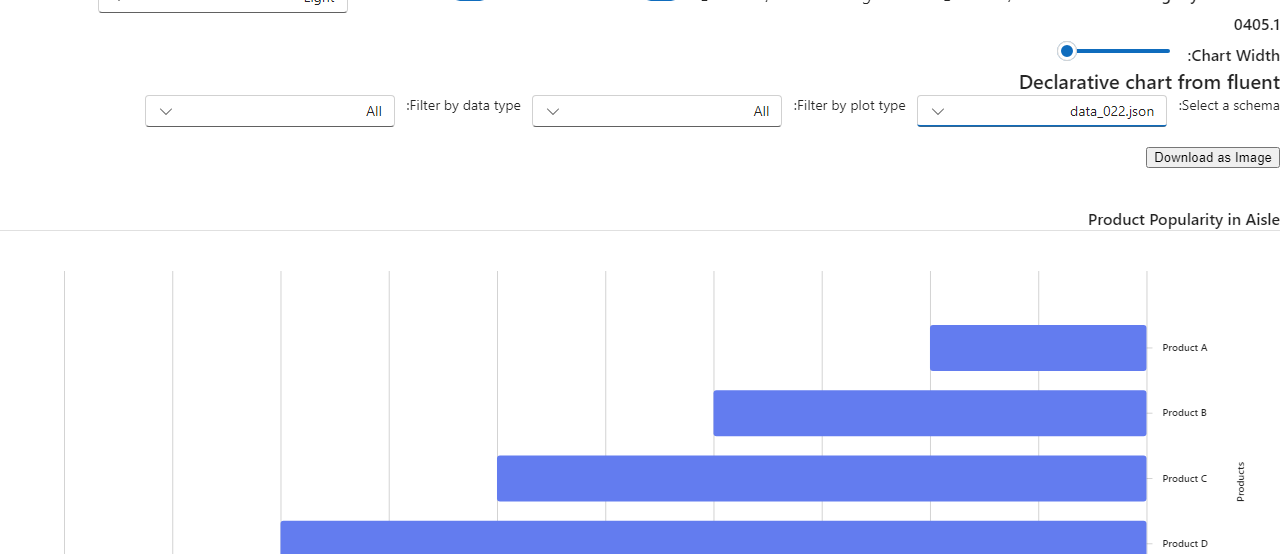 Light
0405.1
:Chart Width
Declarative chart from fluent
:Select a schema
data_022.json
:Filter by plot type
All
:Filter by data type
All
Download as Image
Product Popularity in Aisle
Product A
Product B
Product C
Product D
Products